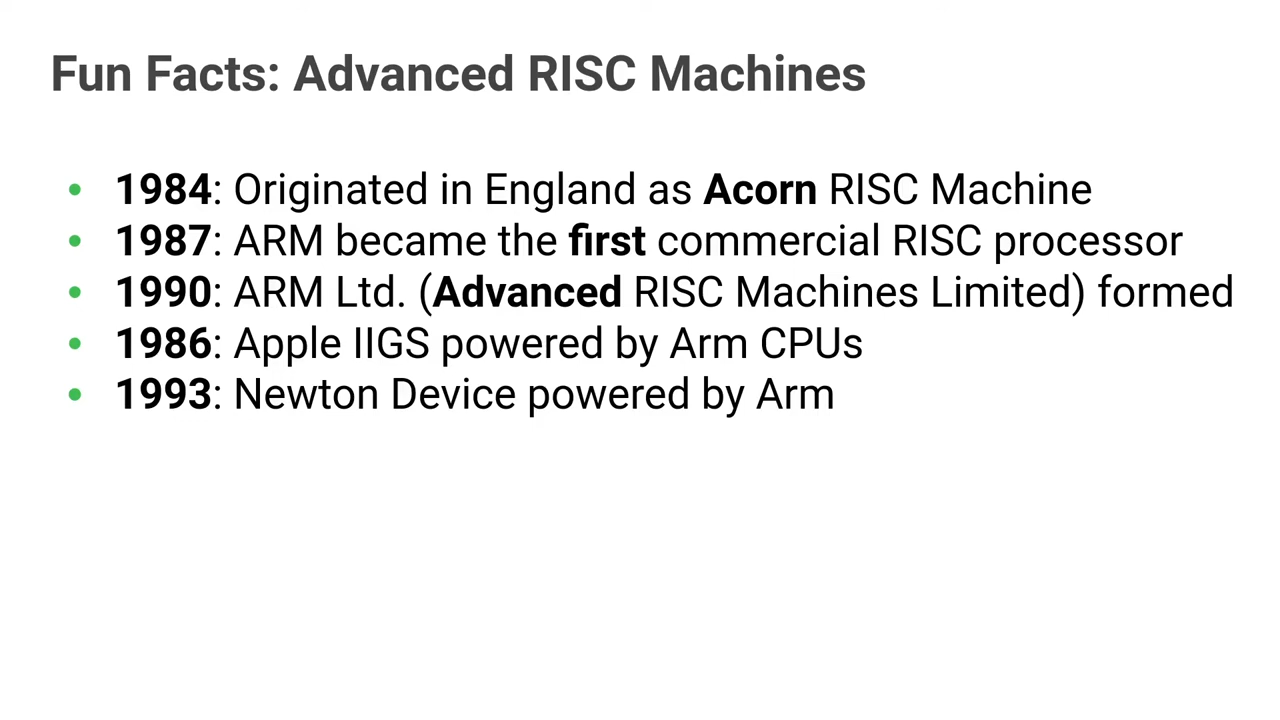 Fun Facts: Advanced RISC Machines
• 1984: Originated in England as Acorn RISC Machine
• 1987: ARM became the first commercial RISC processor
• 1990: ARM Ltd. (Advanced RISC Machines Limited) formed
• 1986: Apple IIGS powered by Arm CPUs
• 1993: Newton Device powered by Arm